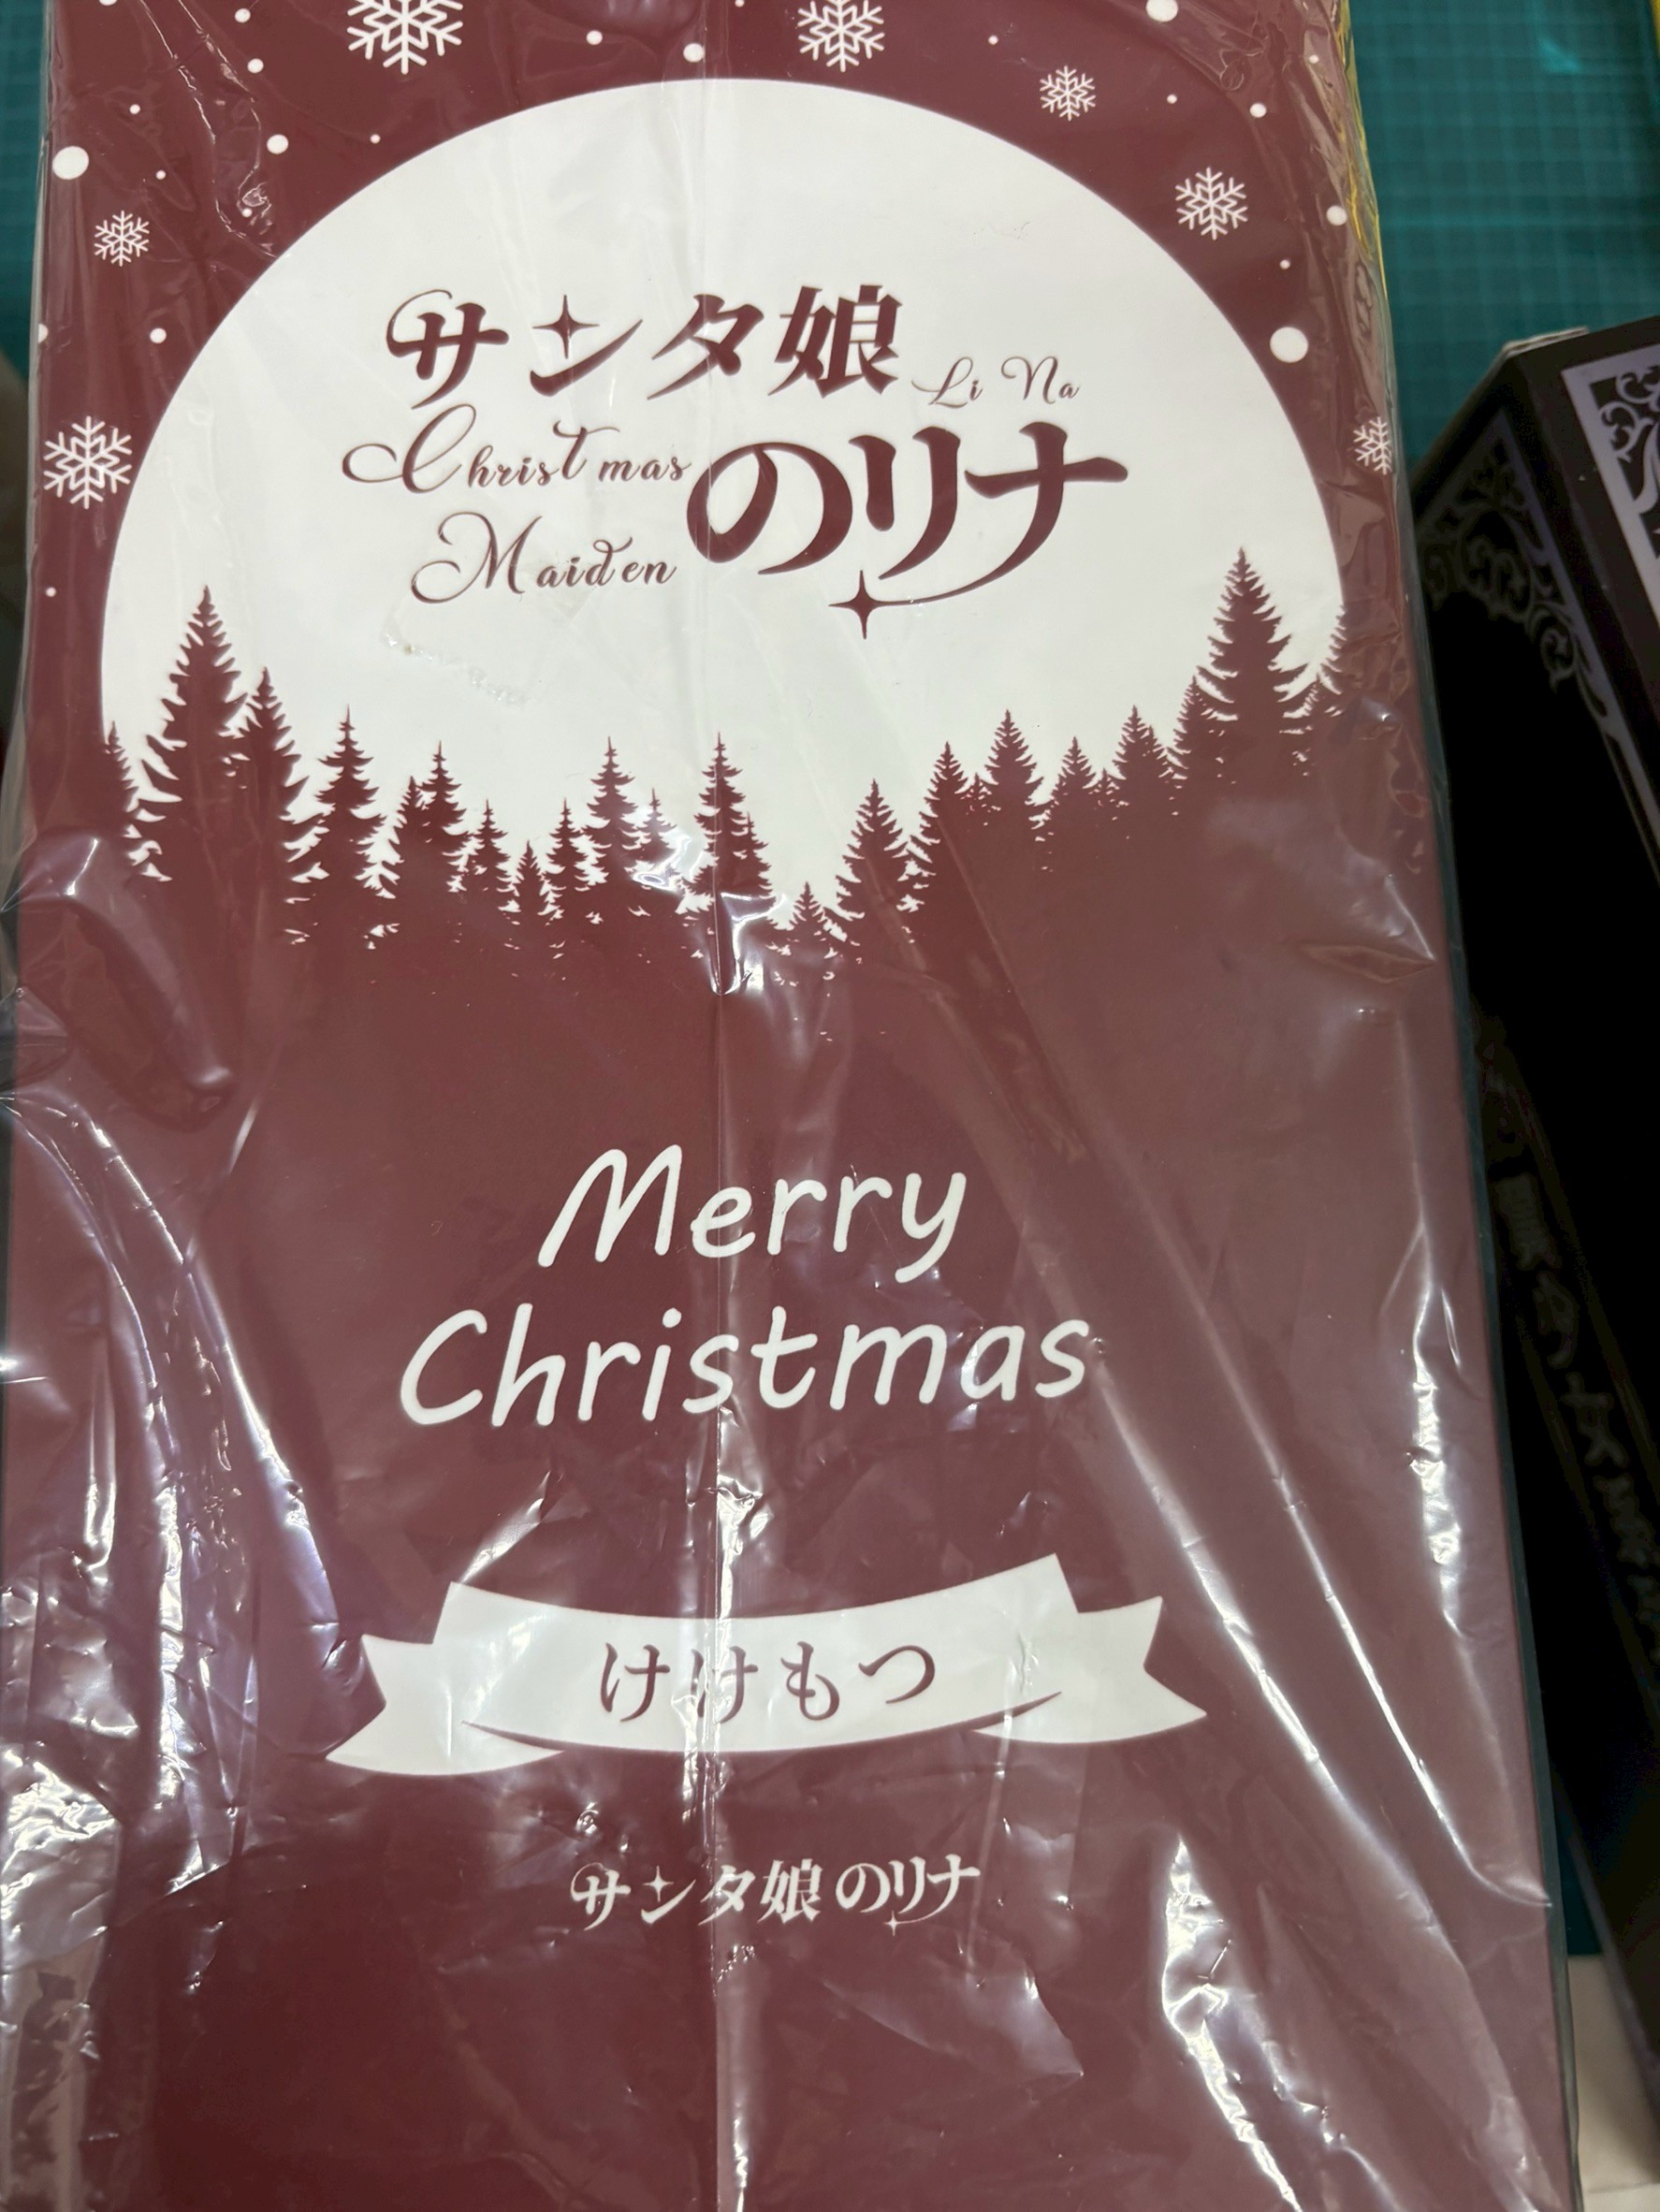 サンタ娘
Li Na
Christmas
のリナ
Maiden
Merry
Christmas
けけもつ
サンタ娘のリナ